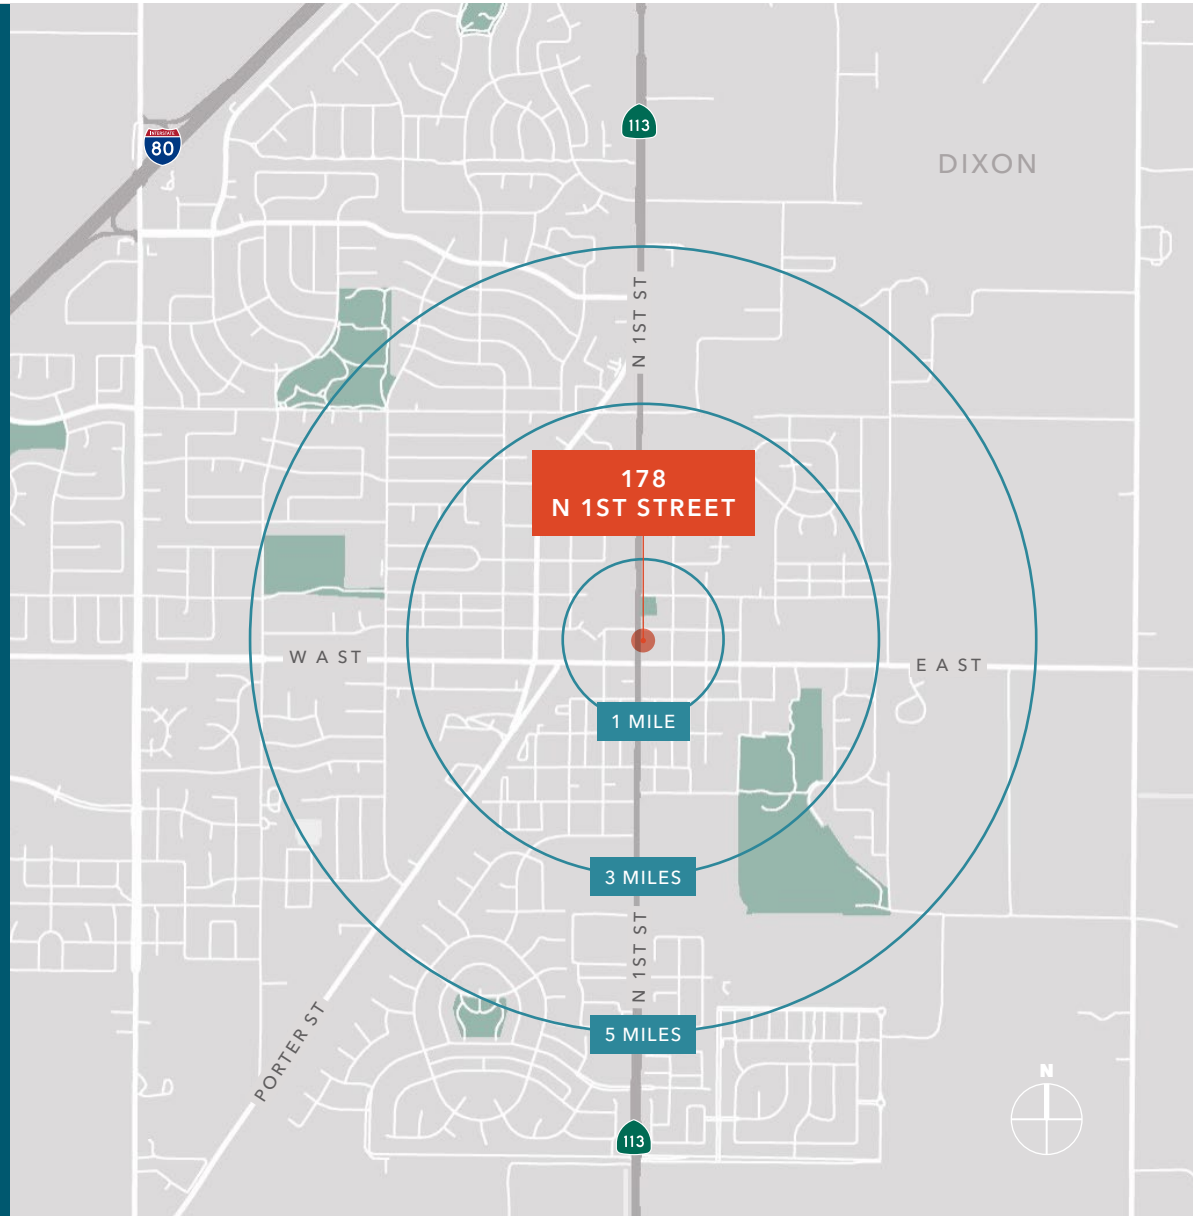 113
INTERSTATE
80
DIXON
N 1ST ST
178
N 1ST STREET
W A ST
E A ST
1 MILE
3 MILES
N 1ST ST
5 MILES
PORTER ST
N
113